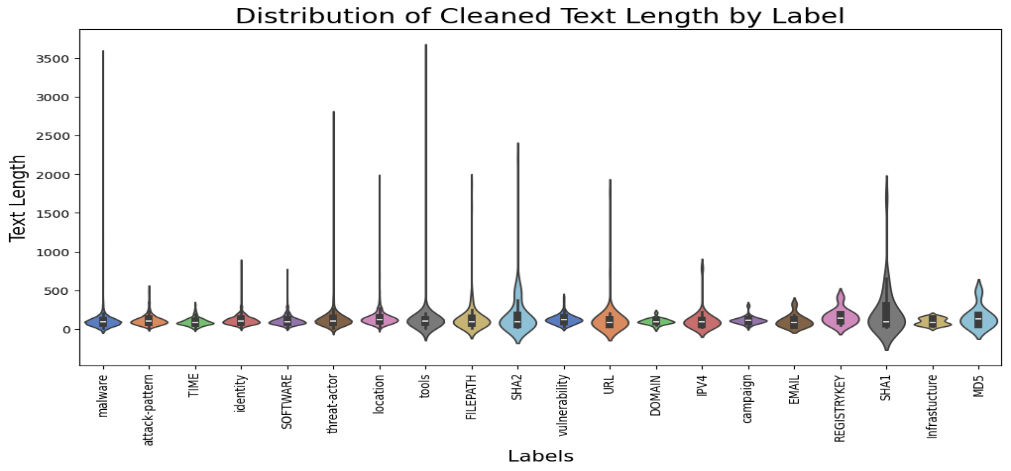 Distribution of Cleaned Text Length by Label
Text Length
3500
3000
2500
2000
1500
1000
500
0
malware
attack-pattern
TIME
identity
SOFTWARE
threat-actor
location
tools
FILEPATH
SHA2
vulnerability
URL
DOMAIN
IPV4
campaign
EMAIL
REGISTRYKEY
SHA1
Infrastucture
MD5
Labels